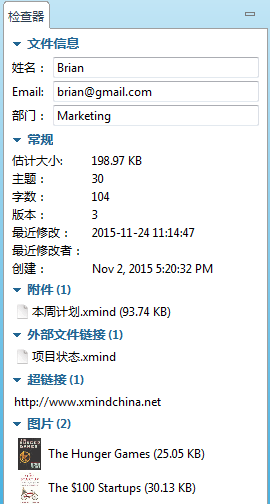 检查器
文件信息
姓名： Brian
Email: brian@gmail.com
部门： Marketing
常规
估计大小: 198.97 KB
主题： 30
字数： 104
版本： 3
最近修改： 2015-11-24 11:14:47
最近修改者：
创建： Nov 2, 2015 5:20:32 PM
附件 (1)
本周计划.xmind (93.74 KB)
外部文件链接 (1)
项目状态.xmind
超链接 (1)
http://www.xmindchina.net
图片 (2)
The Hunger Games (25.05 KB)
The $100 Startups (30.13 KB)